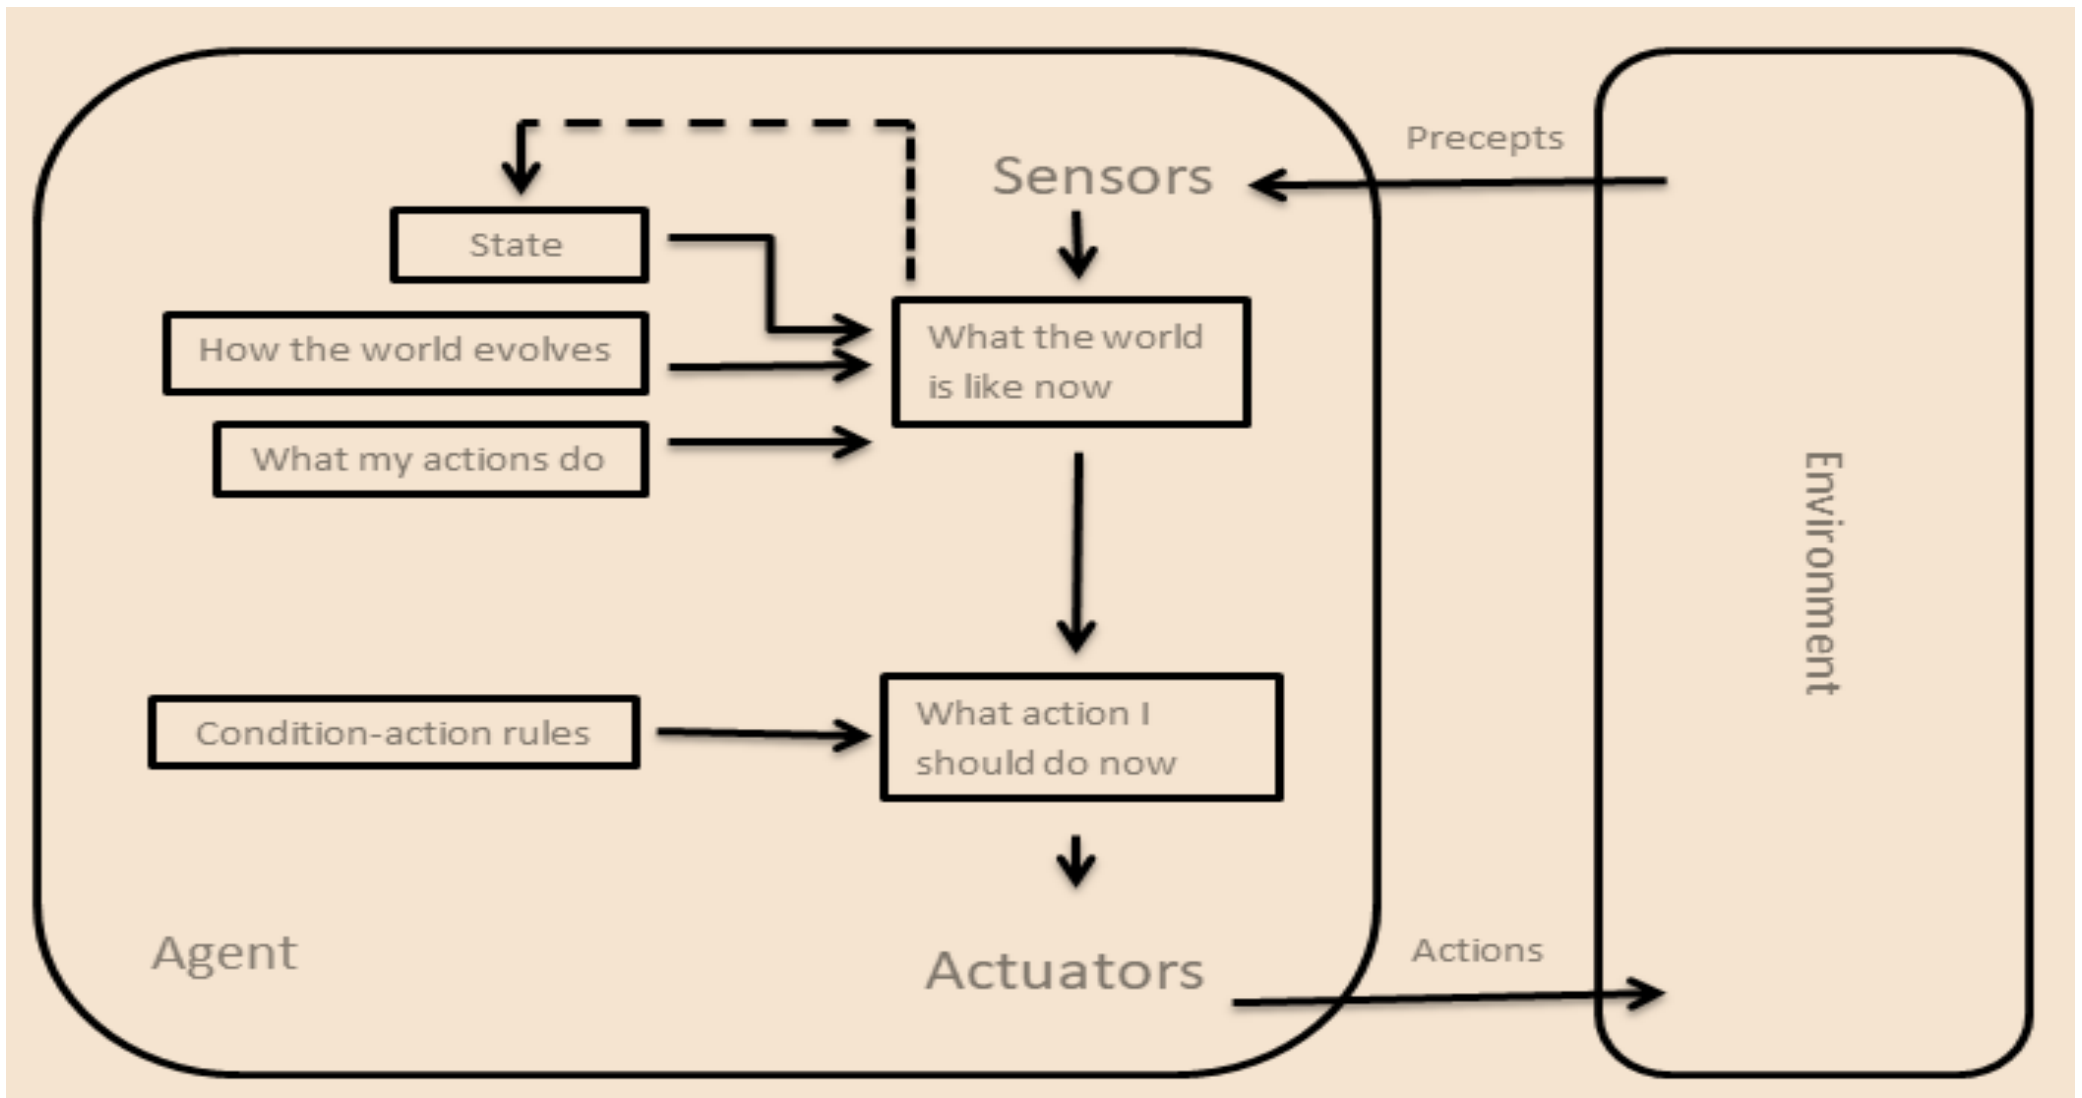 Precepts
Sensors
State
How the world evolves
What the world
is like now
What my actions do
Environment
Condition-action rules
What action I
should do now
Agent
Actuators
Actions